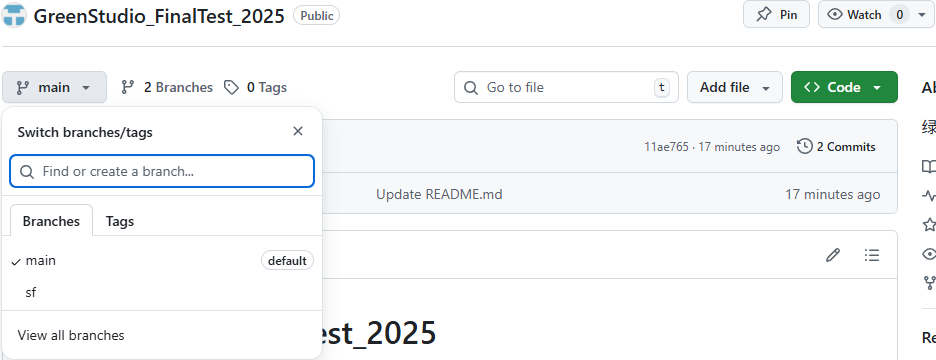 GreenStudio_FinalTest_2025 Public Pin Watch 0
main 2 Branches 0 Tags Go to file t Add file Code
Switch branches/tags
Find or create a branch...
Branches Tags
main default
sf
View all branches
11ae765 · 17 minutes ago 2 Commits
Update README.md 17 minutes ago
est_2025
Ab
绿
Re